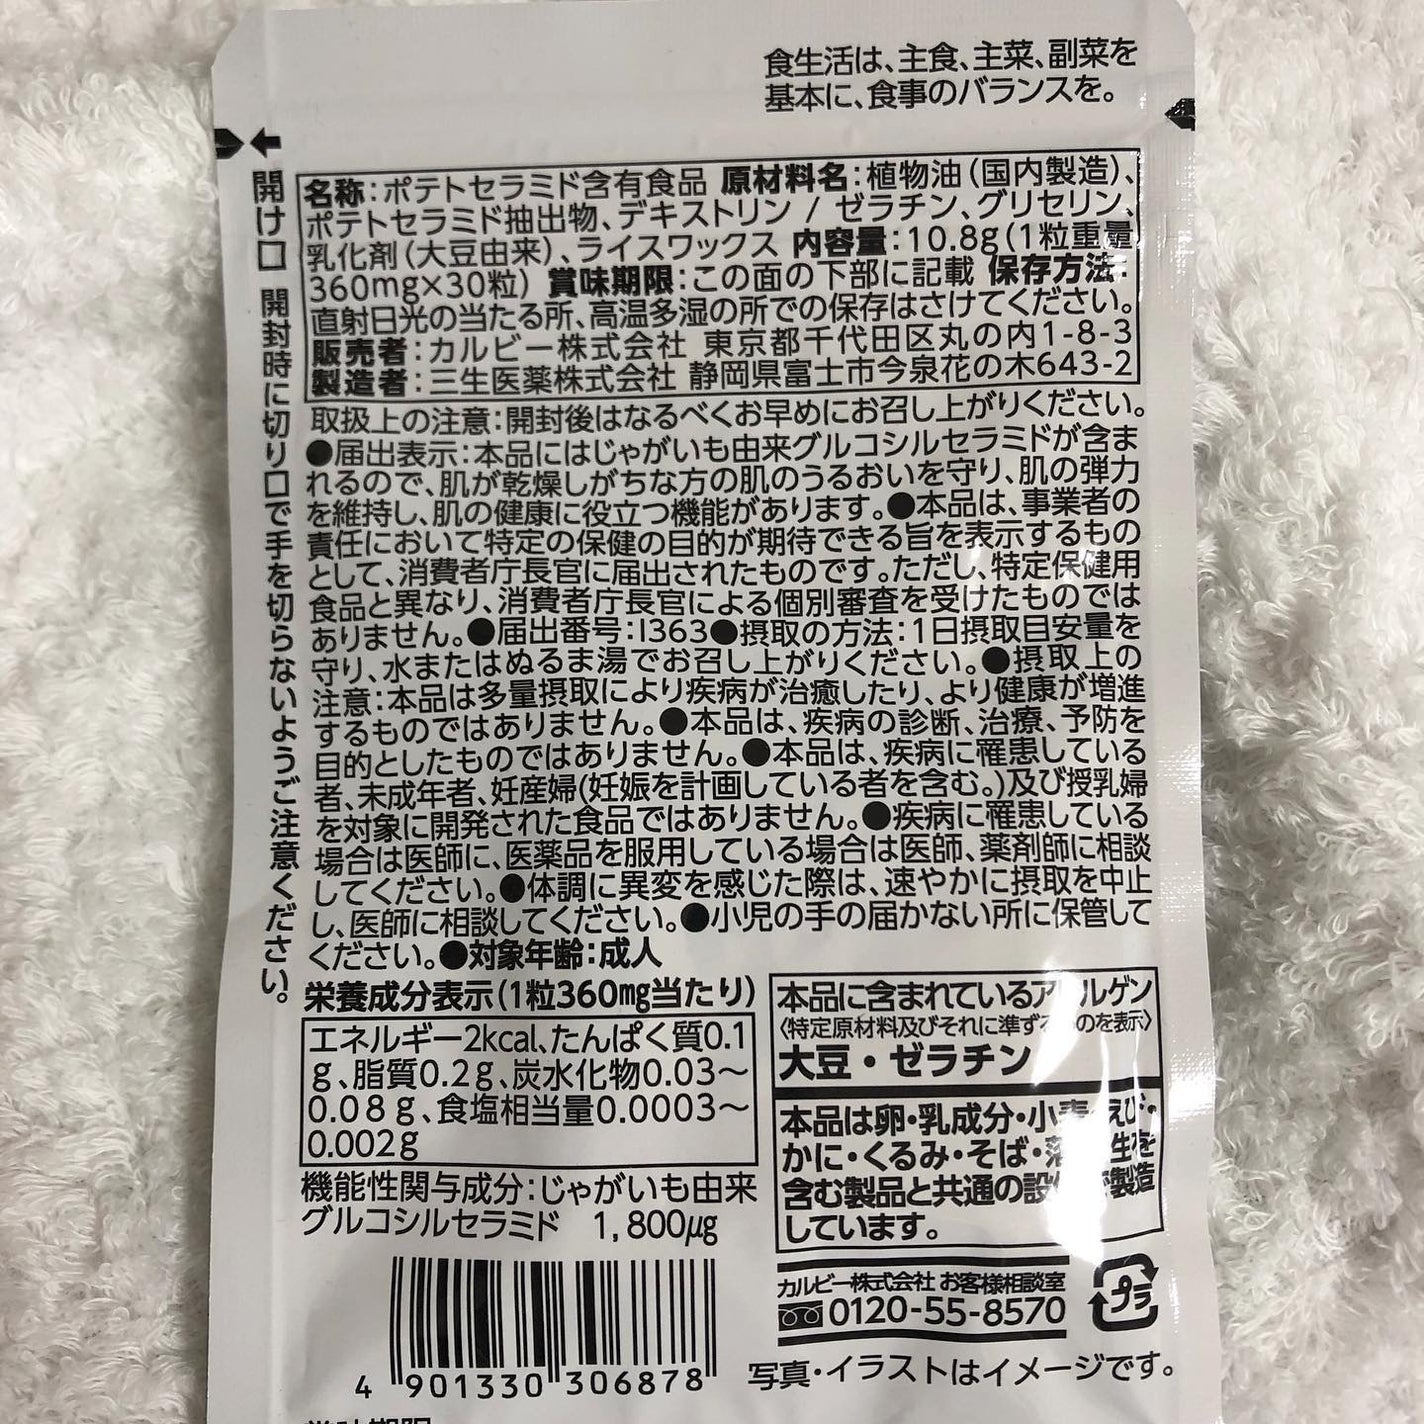 食生活は、主食、主菜、副菜を
基本に、食事のバランスを。
開け口 開封時に切り口で手を切らないようご注意ください。
名称:ポテトセラミド含有食品 原材料名:植物油(国内製造)、
ポテトセラミド抽出物、デキストリン / ゼラチン、グリセリン、
乳化剤(大豆由来)、ライスワックス 内容量:10.8g(1粒重量
360mg×30粒) 賞味期限:この面の下部に記載 保存方法:
直射日光の当たる所、高温多湿の所での保存はさけてください。
販売者:カルビー株式会社 東京都千代田区丸の内1-8-3
製造者:三生医薬株式会社 静岡県富士市今泉花の木643-2
取扱上の注意:開封後はなるべくお早めにお召し上がりください。
●届出表示:本品にはじゃがいも由来グルコシルセラミドが含ま
れるので、肌が乾燥しがちな方の肌のうるおいを守り、肌の弾力
を維持し、肌の健康に役立つ機能があります。●本品は、事業者の
責任において特定の保健の目的が期待できる旨を表示するもの
として、消費者庁長官に届出されたものです。ただし、特定保健用
食品と異なり、消費者庁長官による個別審査を受けたものでは
ありません。●届出番号:I363●摂取の方法:1日摂取目安量を
守り、水またはぬるま湯でお召し上がりください。●摂取上の
注意:本品は多量摂取により疾病が治癒したり、より健康が増進
するものではありません。●本品は、疾病の診断、治療、予防を
目的としたものではありません。●本品は、疾病に罹患している
者、未成年者、妊産婦(妊娠を計画している者を含む。)及び授乳婦
を対象に開発された食品ではありません。●疾病に罹患している
場合は医師に、医薬品を服用している場合は医師、薬剤師に相談
してください。●体調に異変を感じた際は、速やかに摂取を中止
し、医師に相談してください。●小児の手の届かない所に保管して
ください。●対象年齢:成人
栄養成分表示(1粒360mg当たり)
エネルギー2kcal、たんぱく質0.1
g、脂質0.2g、炭水化物0.03～
0.08g、食塩相当量0.0003～
0.002g
機能性関与成分:じゃがいも由来
グルコシルセラミド 1,800μg
本品に含まれているアレルゲン
〈特定原材料及びそれに準ずるものを表示〉
大豆・ゼラチン
本品は卵・乳成分・小麦・えび・
かに・くるみ・そば・落花生を
含む製品と共通の設備で製造
しています。
カルビー株式会社 お客様相談室
0120-55-8570
プラ
写真・イラストはイメージです。
4 901330 306878